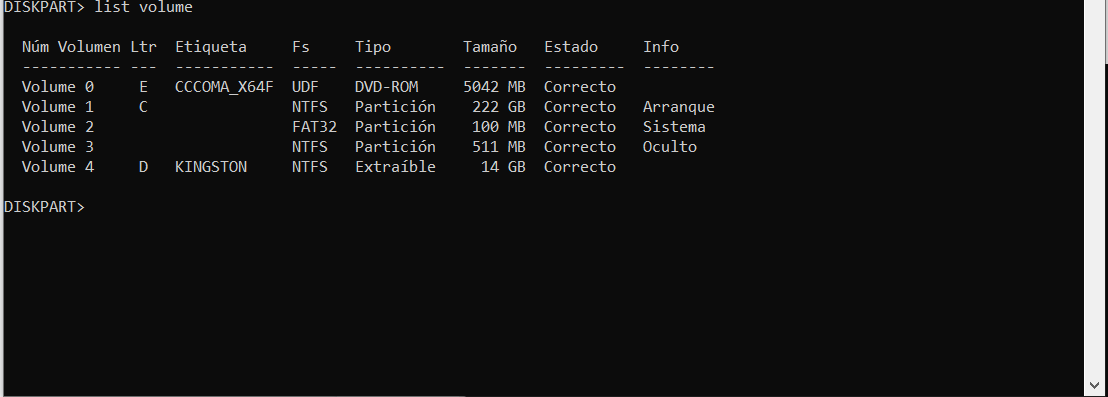 DISKPART> list volume
Núm Volumen Ltr  Etiqueta     Fs     Tipo        Tamaño   Estado     Info
----------- ---  -----------  -----  ----------  -------  ---------  --------
Volume 0     E   CCCOMA_X64F  UDF    DVD-ROM     5042 MB  Correcto
Volume 1     C                NTFS   Partición    222 GB  Correcto   Arranque
Volume 2                      FAT32  Partición    100 MB  Correcto   Sistema
Volume 3                      NTFS   Partición    511 MB  Correcto   Oculto
Volume 4     D   KINGSTON     NTFS   Extraíble     14 GB  Correcto
DISKPART>